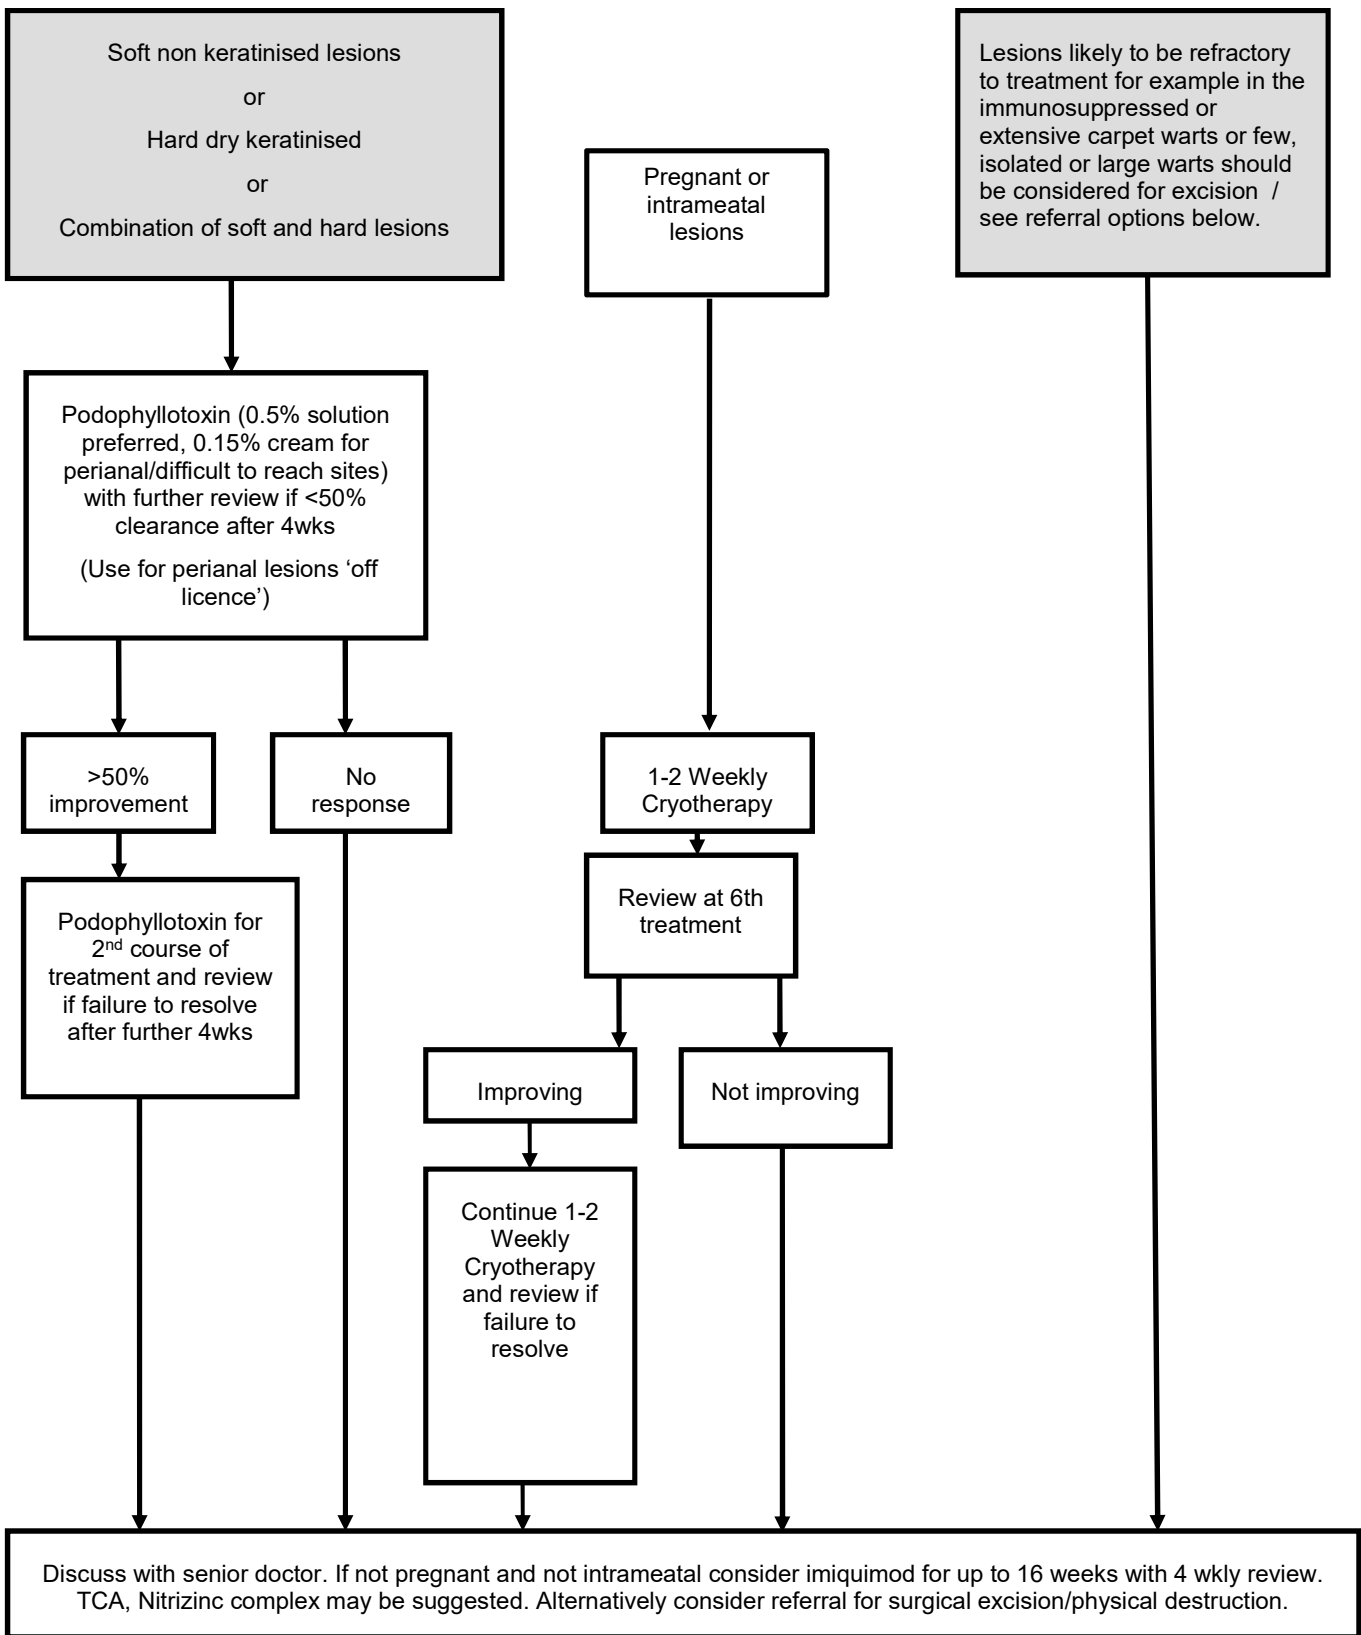 Soft non keratinised lesions
or
Hard dry keratinised
or
Combination of soft and hard lesions
Pregnant or
intrameatal
lesions
Lesions likely to be refractory
to treatment for example in the
immunosuppressed or
extensive carpet warts or few,
isolated or large warts should
be considered for excision /
see referral options below.
Podophyllotoxin (0.5% solution
preferred, 0.15% cream for
perianal/difficult to reach sites)
with further review if <50%
clearance after 4wks
(Use for perianal lesions ‘off
licence’)
>50%
improvement
No
response
1-2 Weekly
Cryotherapy
Podophyllotoxin for
2nd course of
treatment and review
if failure to resolve
after further 4wks
Review at 6th
treatment
Improving
Not improving
Continue 1-2
Weekly
Cryotherapy
and review if
failure to
resolve
Discuss with senior doctor. If not pregnant and not intrameatal consider imiquimod for up to 16 weeks with 4 wkly review.
TCA, Nitrizinc complex may be suggested. Alternatively consider referral for surgical excision/physical destruction.